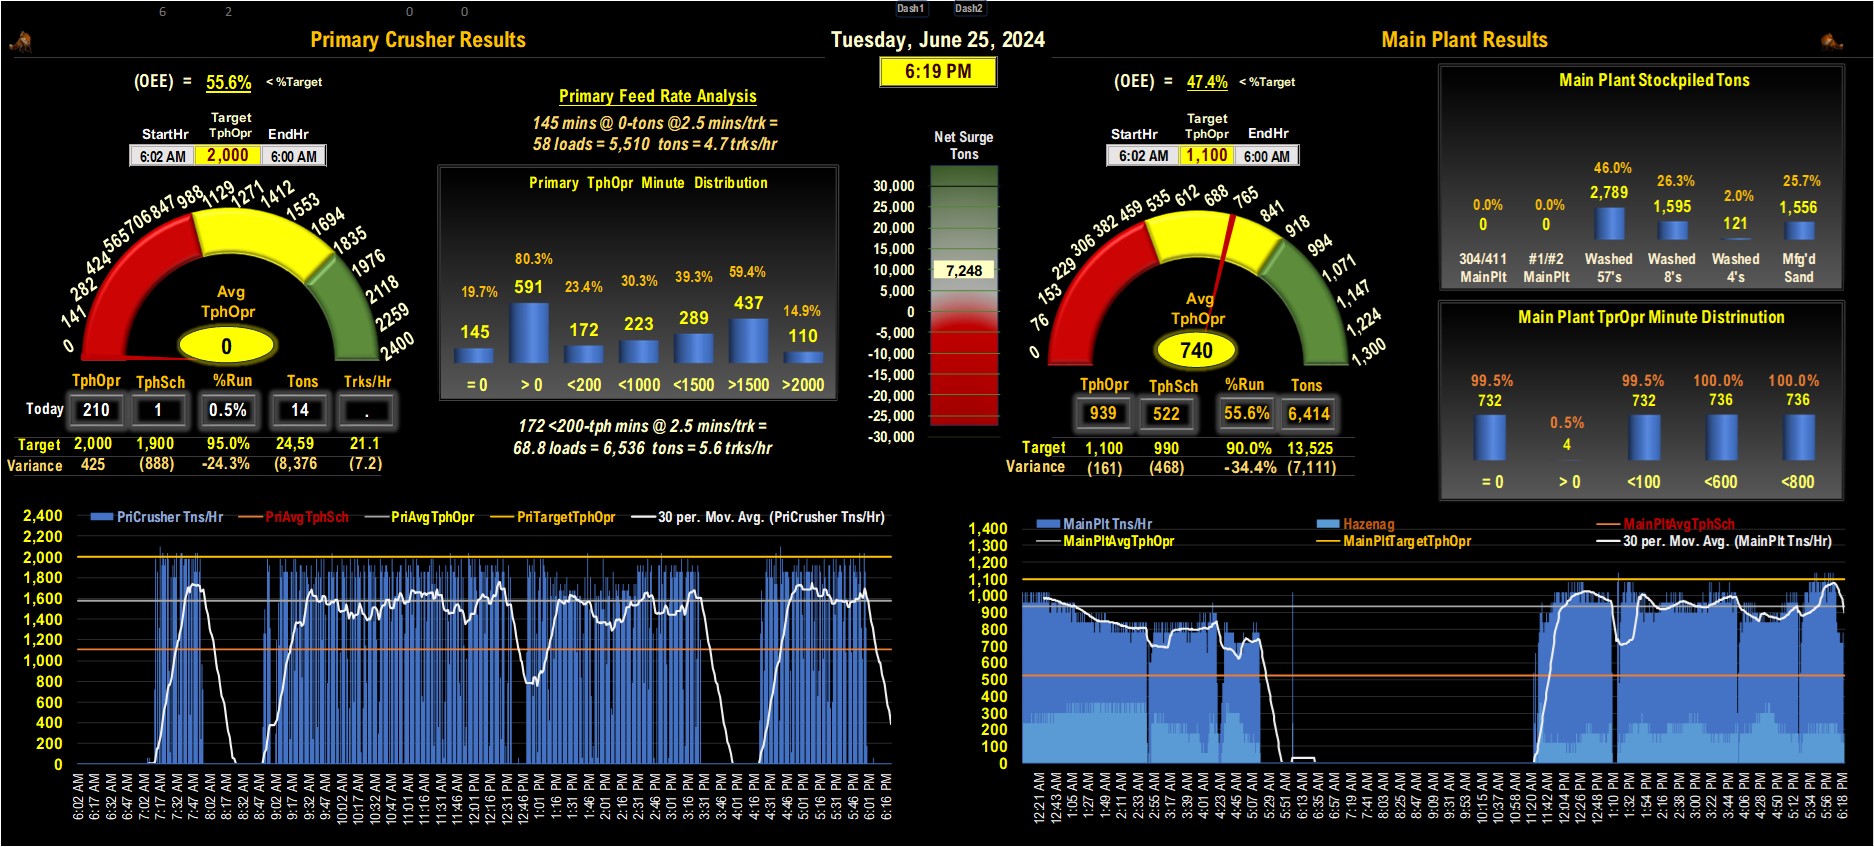 6 2 0 0 Dash1 Dash2
Primary Crusher Results
Tuesday, June 25, 2024
Main Plant Results
6:19 PM
(OEE) = 55.6% < %Target
Target
StartHr TphOpr EndHr
6:02 AM 2,000 6:00 AM
0 141 282 424 565 706 847 988 1129 1271 1412 1553 1694 1835 1976 2118 2259 2400
Avg
TphOpr
0
TphOpr TphSch %Run Tons Trks/Hr
Today 210 1 0.5% 14 .
Target 2,000 1,900 95.0% 24,59 21.1
Variance 425 (888) -24.3% (8,376 (7.2)
Primary Feed Rate Analysis
145 mins @ 0-tons @2.5 mins/trk =
58 loads = 5,510 tons = 4.7 trks/hr
Primary TphOpr Minute Distribution
19.7% 80.3% 23.4% 30.3% 39.3% 59.4% 14.9%
145 591 172 223 289 437 110
= 0 > 0 <200 <1000 <1500 >1500 >2000
172 <200-tph mins @ 2.5 mins/trk =
68.8 loads = 6,536 tons = 5.6 trks/hr
Net Surge
Tons
30,000
25,000
20,000
15,000
10,000
7,248
5,000
0
-5,000
-10,000
-15,000
-20,000
-25,000
-30,000
(OEE) = 47.4% < %Target
Target
StartHr TphOpr EndHr
6:02 AM 1,100 6:00 AM
0 76 153 229 306 382 459 535 612 688 765 841 918 994 1,071 1,147 1,224 1,300
Avg
TphOpr
740
TphOpr TphSch %Run Tons
939 522 55.6% 6,414
Target 1,100 990 90.0% 13,525
Variance (161) (468) -34.4% (7,111)
Main Plant Stockpiled Tons
0.0% 0.0% 46.0% 26.3% 2.0% 25.7%
0 0 2,789 1,595 121 1,556
304/411 #1/#2 Washed Washed Washed Mfg'd
MainPlt MainPlt 57's 8's 4's Sand
Main Plant TprOpr Minute Distrinution
99.5% 0.5% 99.5% 100.0% 100.0%
732 4 732 736 736
= 0 > 0 <100 <600 <800
PriCrusher Tns/Hr PriAvgTphSch PriAvgTphOpr PriTargetTphOpr 30 per. Mov. Avg. (PriCrusher Tns/Hr)
2,400
2,200
2,000
1,800
1,600
1,400
1,200
1,000
800
600
400
200
0
6:02 AM 6:17 AM 6:32 AM 6:47 AM 7:02 AM 7:17 AM 7:32 AM 7:47 AM 8:02 AM 8:17 AM 8:32 AM 8:47 AM 9:02 AM 9:17 AM 9:32 AM 9:47 AM 10:02 AM 10:17 AM 10:32 AM 10:47 AM 11:01 AM 11:16 AM 11:31 AM 11:46 AM 12:01 PM 12:16 PM 12:31 PM 12:46 PM 1:01 PM 1:16 PM 1:31 PM 1:46 PM 2:01 PM 2:16 PM 2:31 PM 2:46 PM 3:01 PM 3:16 PM 3:31 PM 3:46 PM 4:01 PM 4:16 PM 4:31 PM 4:46 PM 5:01 PM 5:16 PM 5:31 PM 5:46 PM 6:01 PM 6:16 PM
MainPlt Tns/Hr Hazenag MainPltAvgTphSch
MainPltAvgTphOpr MainPltTargetTphOpr 30 per. Mov. Avg. (MainPlt Tns/Hr)
1,400
1,300
1,200
1,100
1,000
900
800
700
600
500
400
300
200
100
0
12:21 AM 12:43 AM 1:05 AM 1:27 AM 1:49 AM 2:11 AM 2:33 AM 2:55 AM 3:17 AM 3:39 AM 4:01 AM 4:23 AM 4:45 AM 5:07 AM 5:29 AM 5:51 AM 6:13 AM 6:35 AM 6:57 AM 7:19 AM 7:41 AM 8:03 AM 8:25 AM 8:47 AM 9:09 AM 9:31 AM 9:53 AM 10:15 AM 10:37 AM 10:58 AM 11:20 AM 11:42 AM 12:04 PM 12:26 PM 12:48 PM 1:10 PM 1:32 PM 1:54 PM 2:16 PM 2:38 PM 3:00 PM 3:22 PM 3:44 PM 4:06 PM 4:28 PM 4:50 PM 5:12 PM 5:34 PM 5:56 PM 6:18 PM